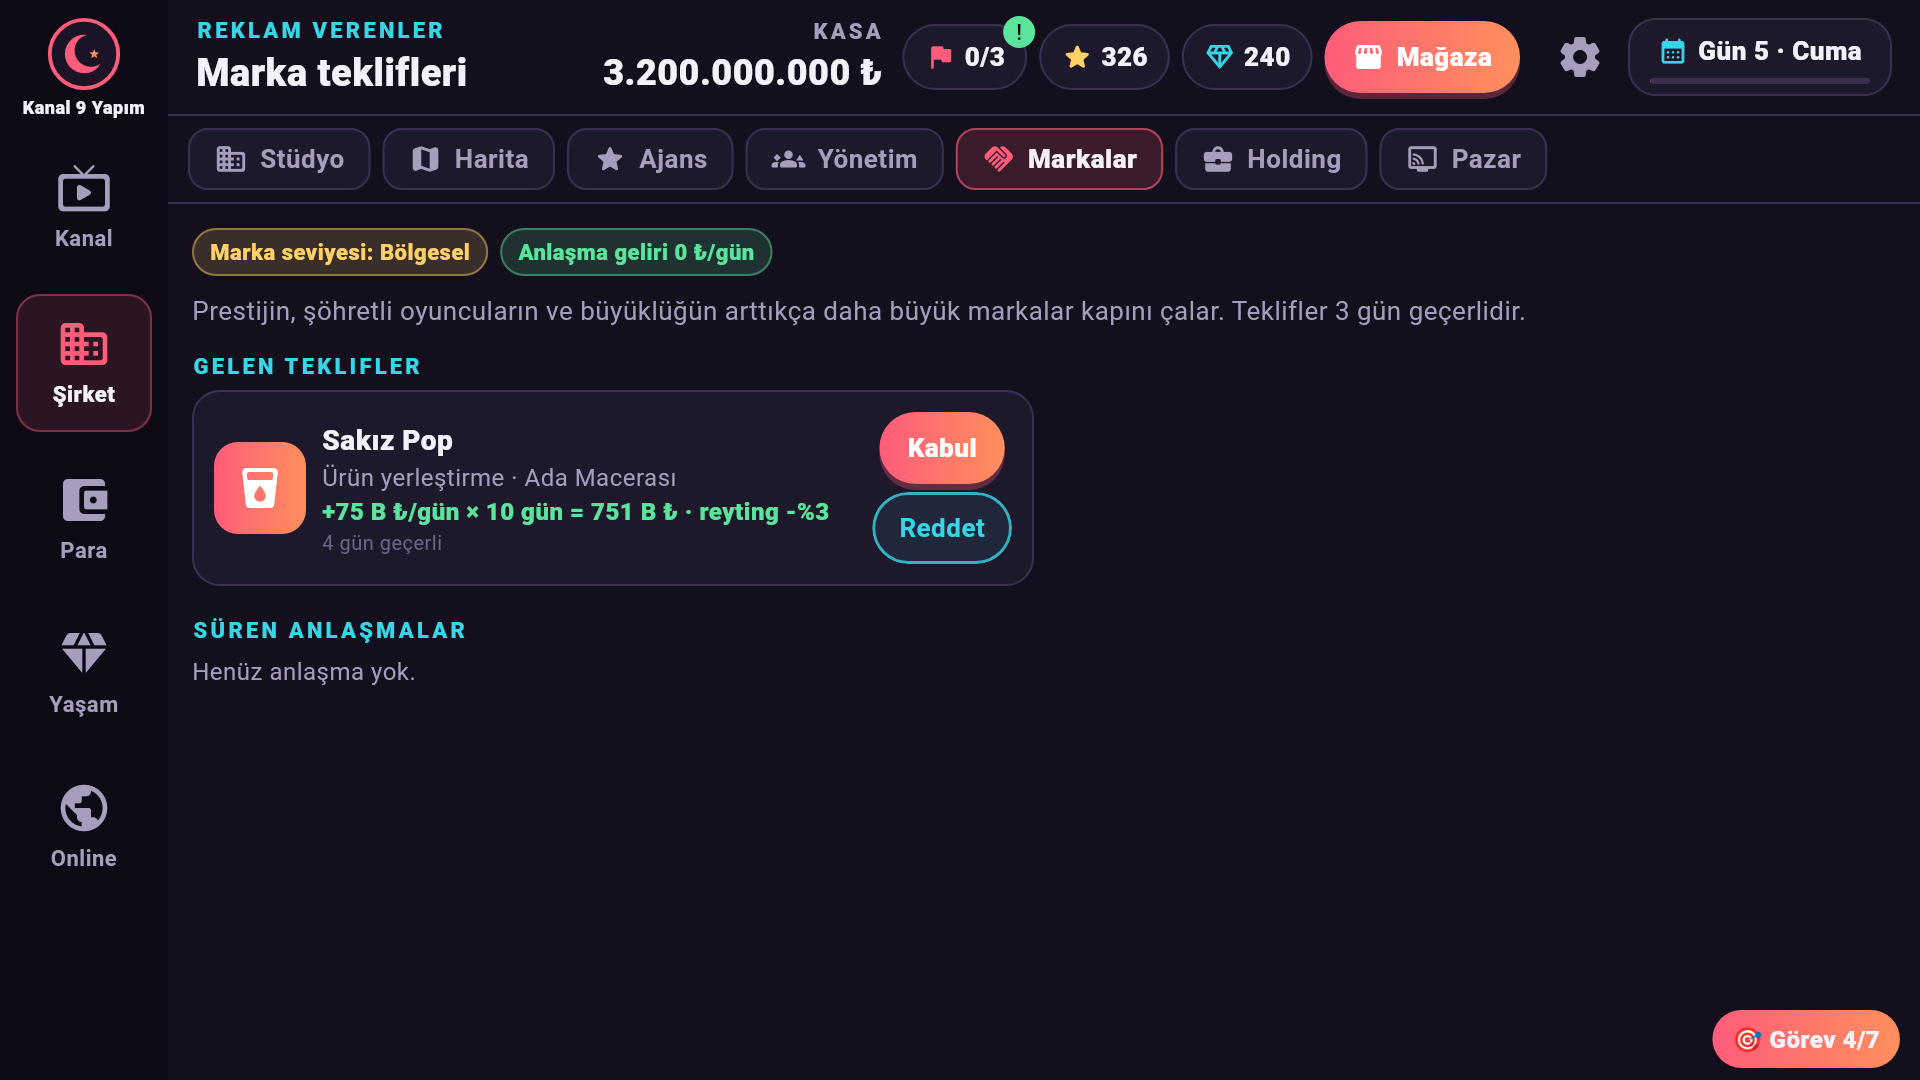 Kanal 9 Yapım
Kanal
Şirket
Para
Yaşam
Online
REKLAM VERENLER
Marka teklifleri
KASA
3.200.000.000 ₺
0/3
!
326
240
Mağaza
Gün 5 · Cuma
Stüdyo
Harita
Ajans
Yönetim
Markalar
Holding
Pazar
Marka seviyesi: Bölgesel
Anlaşma geliri 0 ₺/gün
Prestijin, şöhretli oyuncuların ve büyüklüğün arttıkça daha büyük markalar kapını çalar. Teklifler 3 gün geçerlidir.
GELEN TEKLIFLER
Sakız Pop
Ürün yerleştirme · Ada Macerası
+75 B ₺/gün × 10 gün = 751 B ₺ · reyting -%3
4 gün geçerli
Kabul
Reddet
SÜREN ANLAŞMALAR
Henüz anlaşma yok.
Görev 4/7